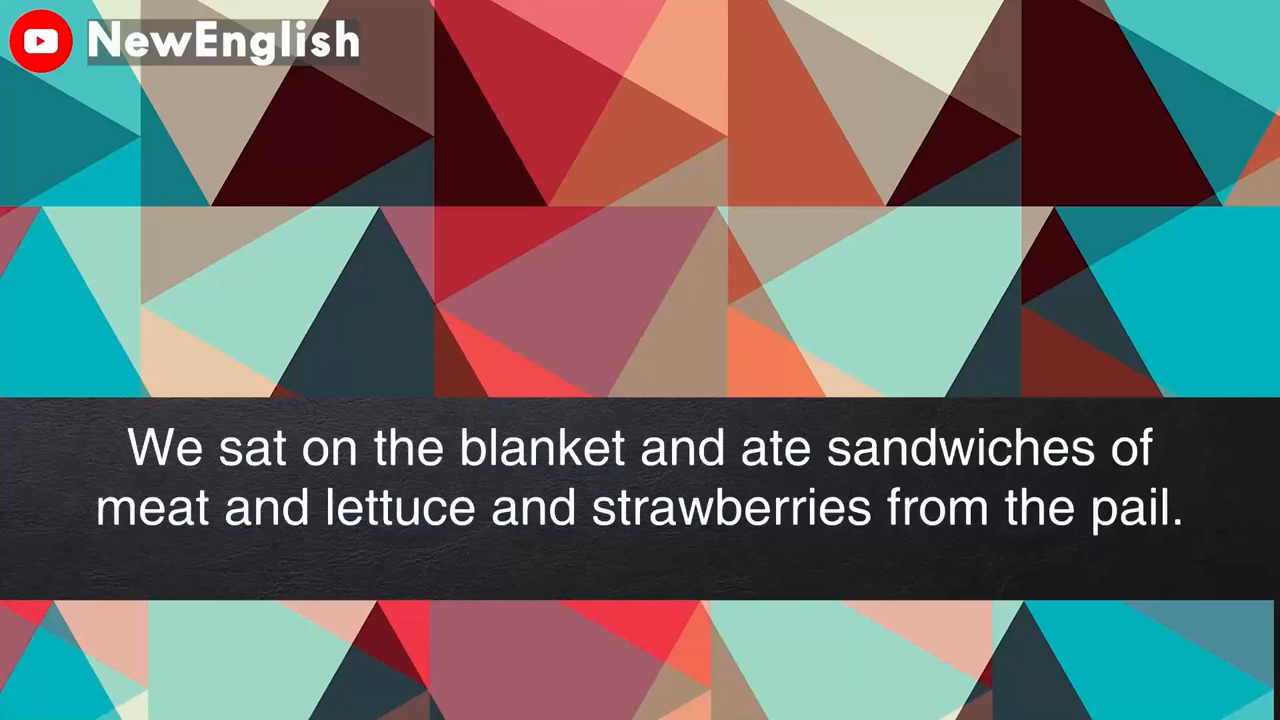 NewEnglish
We sat on the blanket and ate sandwiches of
meat and lettuce and strawberries from the pail.